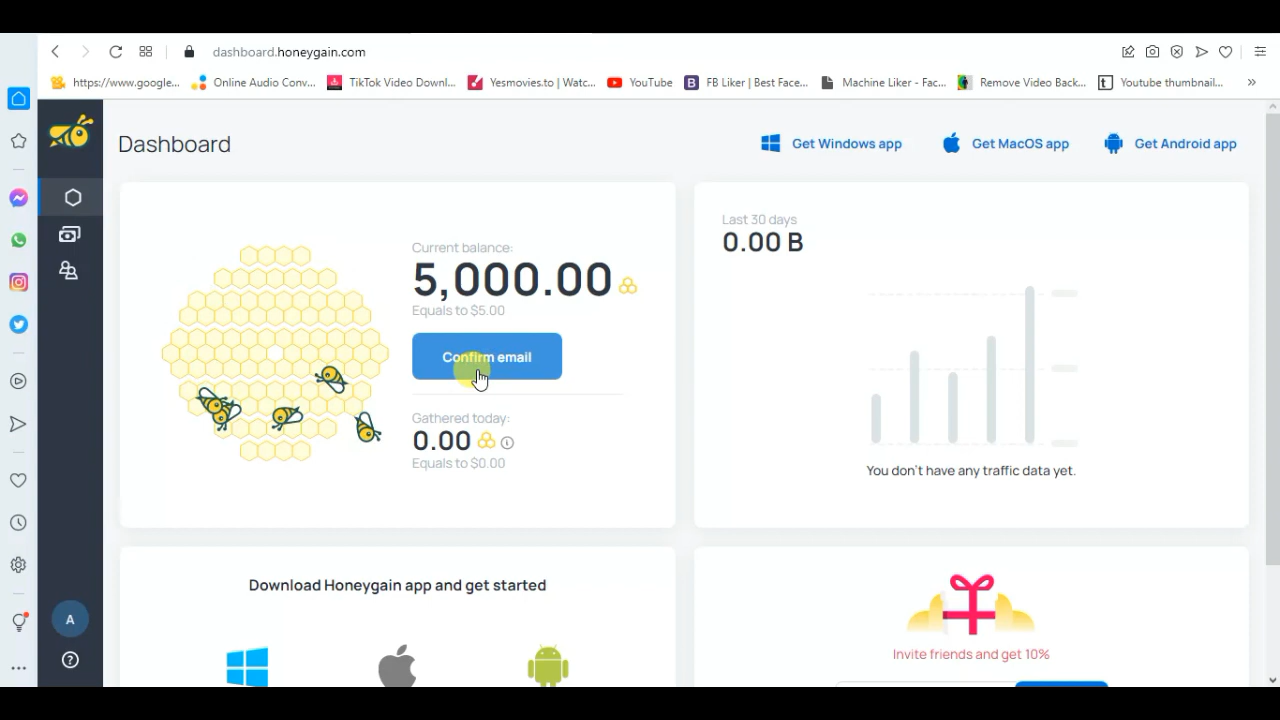 dashboard.honeygain.com
https://www.google... Online Audio Conv... TikTok Video Downl... Yesmovies.to | Watc... YouTube FB Liker | Best Face... Machine Liker - Fac... Remove Video Back... Youtube thumbnail... »
Dashboard
Get Windows app Get MacOS app Get Android app
Current balance:
5,000.00
Equals to $5.00
Confirm email
Gathered today:
0.00
Equals to $0.00
Last 30 days
0.00 B
You don't have any traffic data yet.
Download Honeygain app and get started
Invite friends and get 10%
A